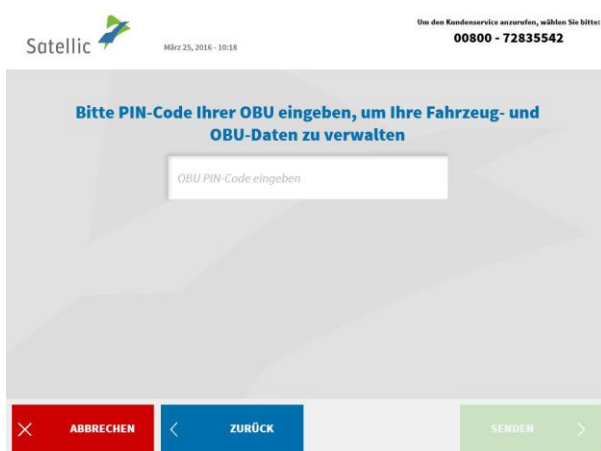 Um den Kundenservice anzurufen, wählen Sie bitte:
Satellic
März 25, 2016 - 10:18
00800 - 72835542
Bitte PIN-Code Ihrer OBU eingeben, um Ihre Fahrzeug- und
OBU-Daten zu verwalten
OBU PIN-Code eingeben
ABBRECHEN
ZURÜCK
SENDEN